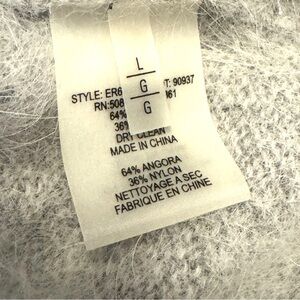 L
G
G
STYLE: ER6 T: 90937
RN:508 961
64%
36%
DRY CLEAN
MADE IN CHINA
64% ANGORA
36% NYLON
NETTOYAGE A SEC
FABRIQUE EN CHINE